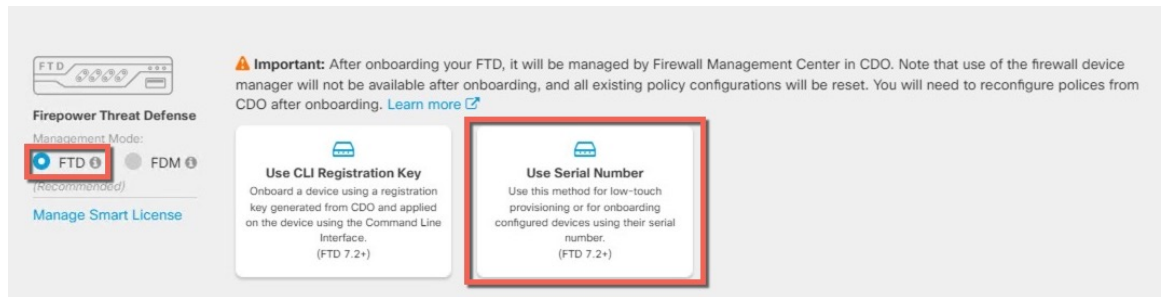 FTD
Firepower Threat Defense
Management Mode:
FTD FDM
(Recommended)
Manage Smart License
Important: After onboarding your FTD, it will be managed by Firewall Management Center in CDO. Note that use of the firewall device
manager will not be available after onboarding, and all existing policy configurations will be reset. You will need to reconfigure polices from
CDO after onboarding. Learn more
Use CLI Registration Key
Onboard a device using a registration
key generated from CDO and applied
on the device using the Command Line
Interface.
(FTD 7.2+)
Use Serial Number
Use this method for low-touch
provisioning or for onboarding
configured devices using their serial
number.
(FTD 7.2+)